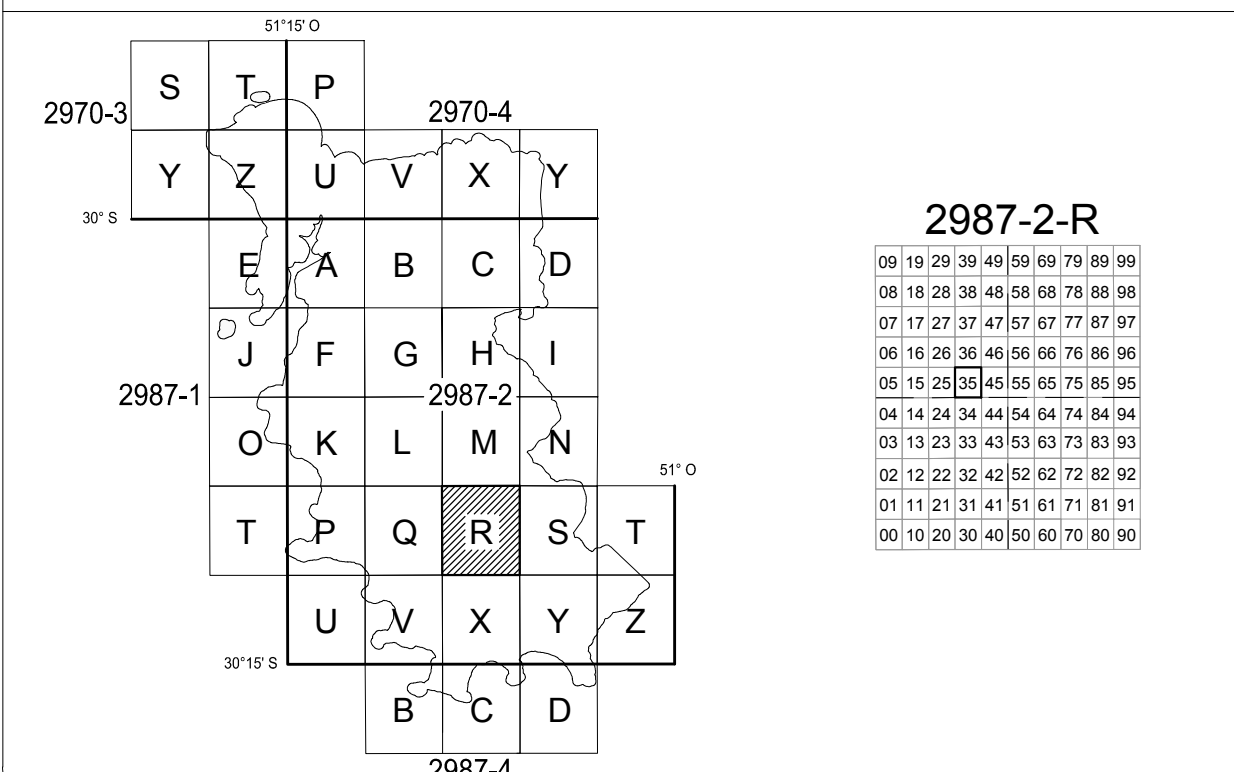 51°15' O
S T P
2970-3 2970-4
Y Z U V X Y
30° S
E A B C D
J F G H I
2987-1 2987-2
O K L M N
51° O
T P Q R S T
U V X Y Z
30°15' S
B C D
2987-4
2987-2-R
09 19 29 39 49 59 69 79 89 99
08 18 28 38 48 58 68 78 88 98
07 17 27 37 47 57 67 77 87 97
06 16 26 36 46 56 66 76 86 96
05 15 25 35 45 55 65 75 85 95
04 14 24 34 44 54 64 74 84 94
03 13 23 33 43 53 63 73 83 93
02 12 22 32 42 52 62 72 82 92
01 11 21 31 41 51 61 71 81 91
00 10 20 30 40 50 60 70 80 90